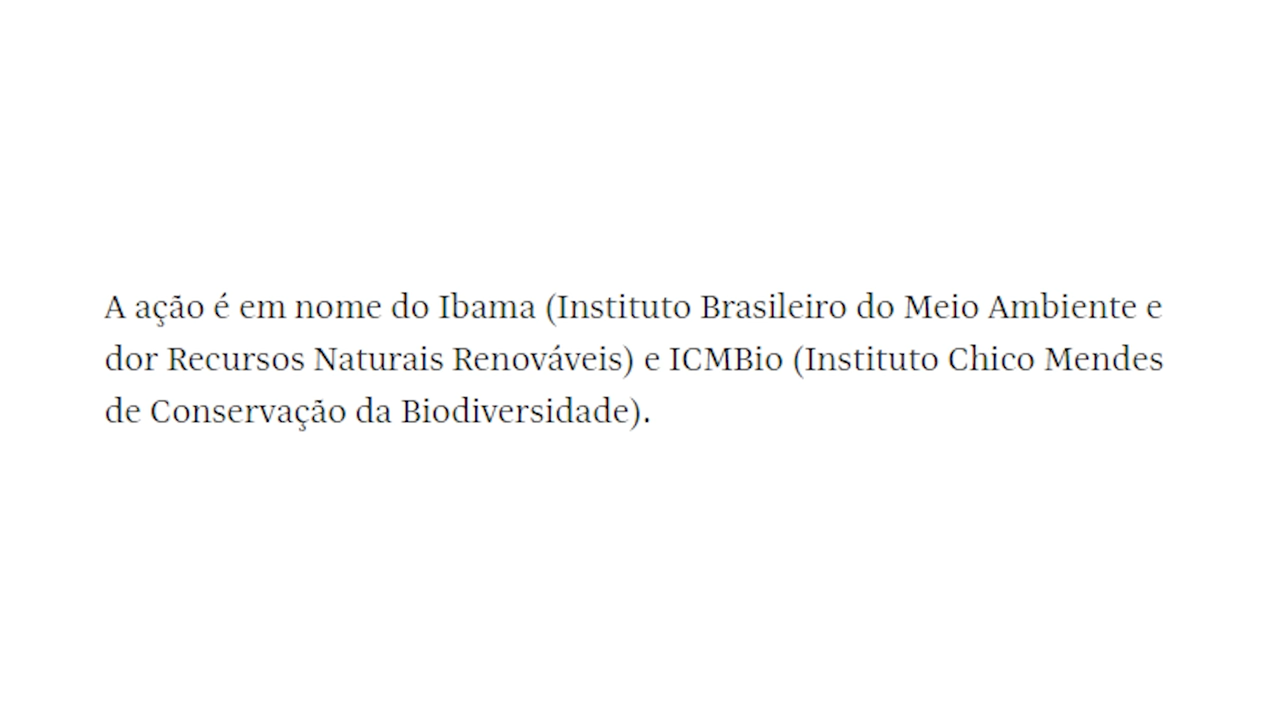 A ação é em nome do Ibama (Instituto Brasileiro do Meio Ambiente e
dor Recursos Naturais Renováveis) e ICMBio (Instituto Chico Mendes
de Conservação da Biodiversidade).